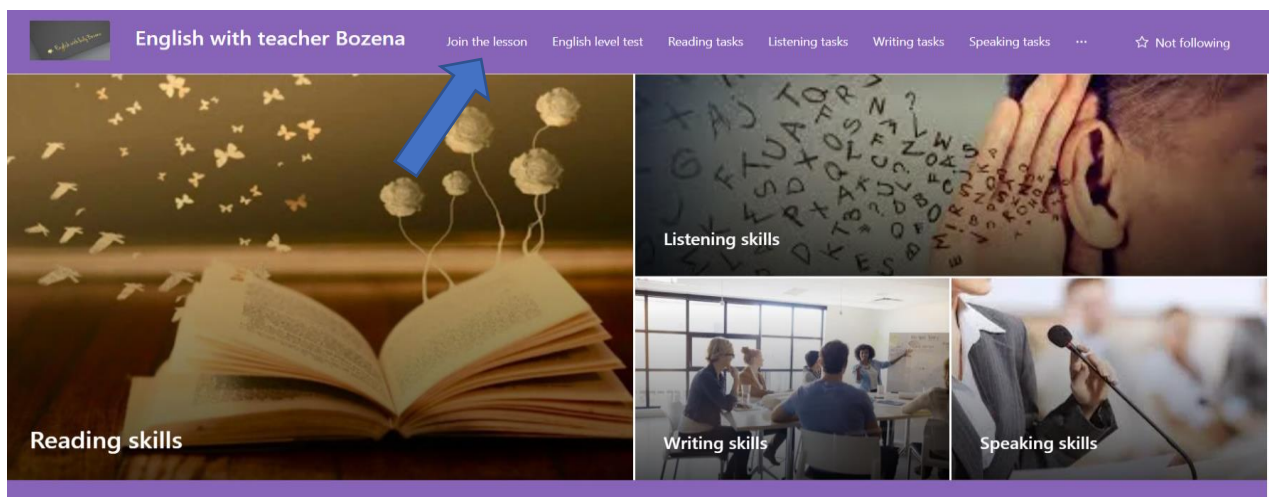 English with teacher Bozena
Join the lesson
English level test
Reading tasks
Listening tasks
Writing tasks
Speaking tasks
...
Not following
Listening skills
Reading skills
Writing skills
Speaking skills